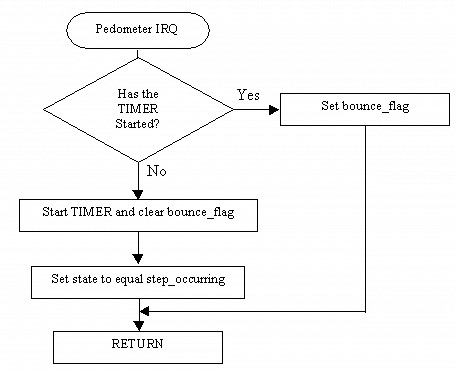 Pedometer IRQ
Has the
TIMER
Started?
Yes
Set bounce_flag
No
Start TIMER and clear bounce_flag
Set state to equal step_occurring
RETURN